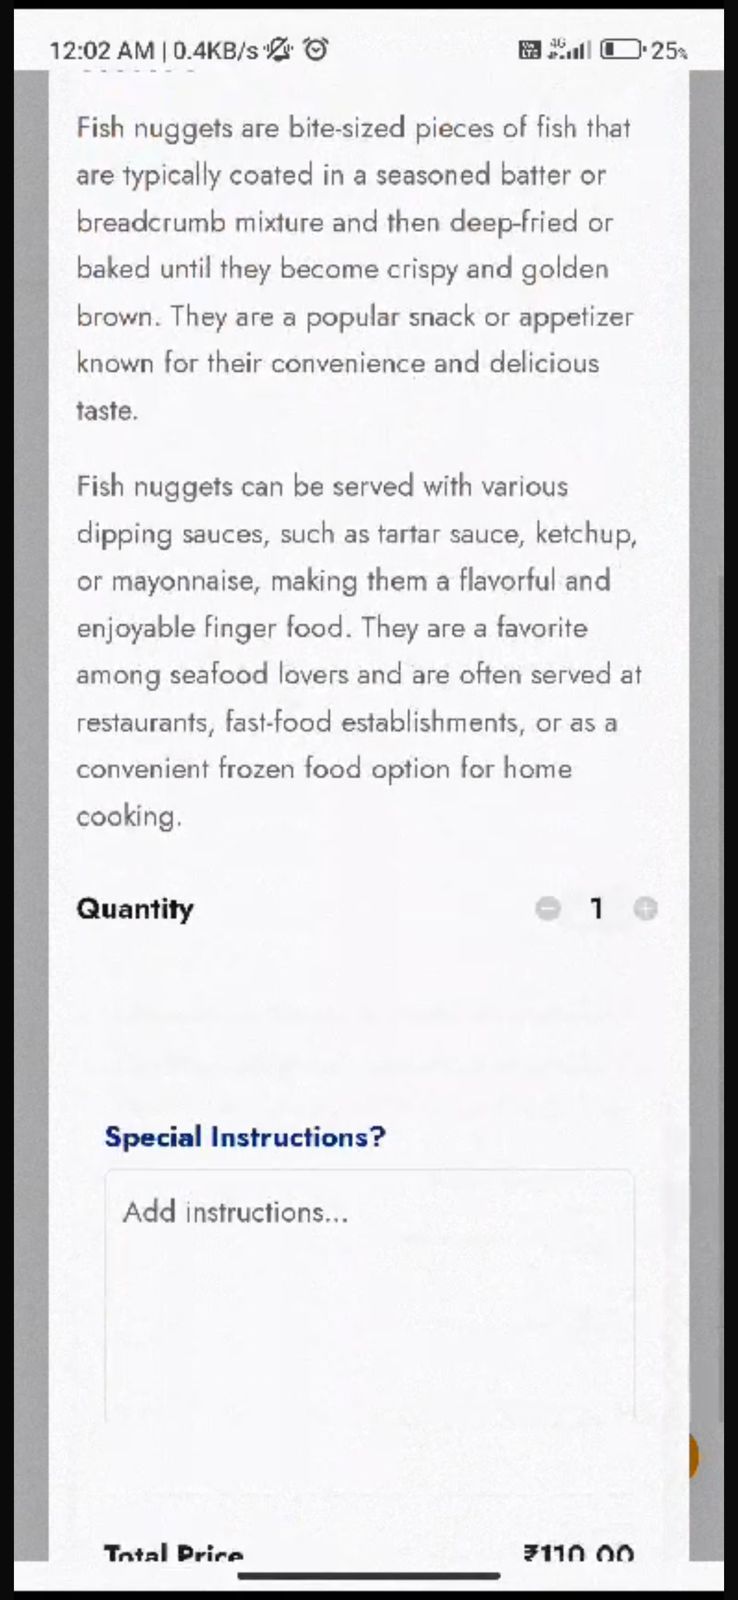 12:02 AM | 0.4KB/s 4G 25%
Fish nuggets are bite-sized pieces of fish that
are typically coated in a seasoned batter or
breadcrumb mixture and then deep-fried or
baked until they become crispy and golden
brown. They are a popular snack or appetizer
known for their convenience and delicious
taste.
Fish nuggets can be served with various
dipping sauces, such as tartar sauce, ketchup,
or mayonnaise, making them a flavorful and
enjoyable finger food. They are a favorite
among seafood lovers and are often served at
restaurants, fast-food establishments, or as a
convenient frozen food option for home
cooking.
Quantity 1
Special Instructions?
Add instructions...
Total Price ₹110.00